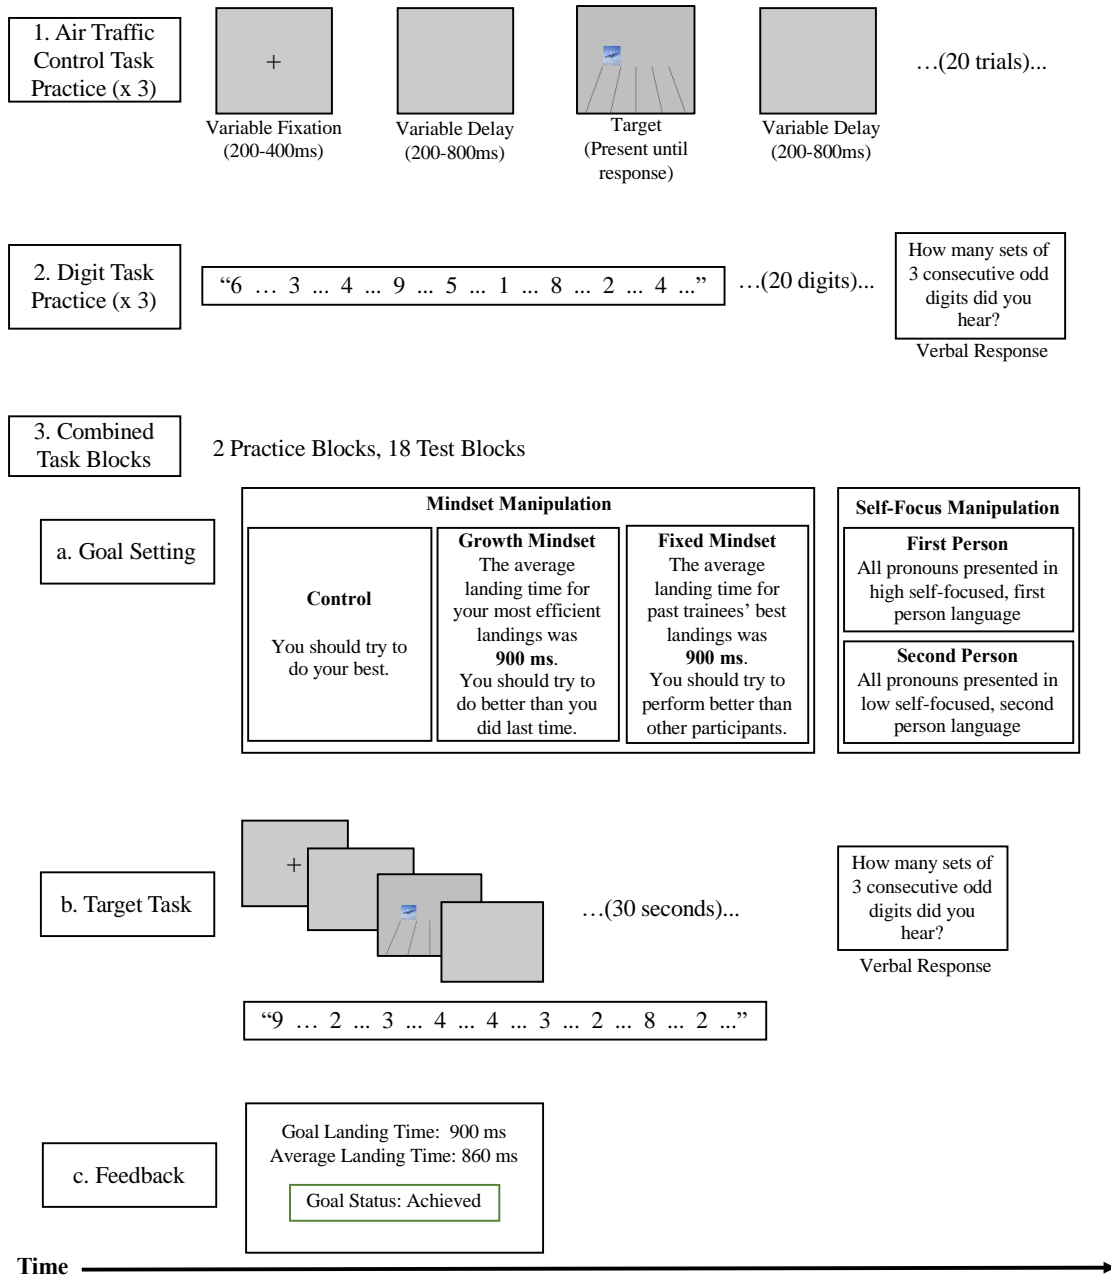 1. Air Traffic
Control Task
Practice (x 3)
+
Variable Fixation
(200-400ms)
Variable Delay
(200-800ms)
Target
(Present until
response)
Variable Delay
(200-800ms)
…(20 trials)...
2. Digit Task
Practice (x 3)
“6 … 3 ... 4 ... 9 ... 5 ... 1 ... 8 ... 2 ... 4 ...”
…(20 digits)...
How many sets of
3 consecutive odd
digits did you
hear?
Verbal Response
3. Combined
Task Blocks
2 Practice Blocks, 18 Test Blocks
a. Goal Setting
Mindset Manipulation
Control
You should try to
do your best.
Growth Mindset
The average
landing time for
your most efficient
landings was
900 ms.
You should try to
do better than you
did last time.
Fixed Mindset
The average
landing time for
past trainees’ best
landings was
900 ms.
You should try to
perform better than
other participants.
Self-Focus Manipulation
First Person
All pronouns presented in
high self-focused, first
person language
Second Person
All pronouns presented in
low self-focused, second
person language
b. Target Task
+
…(30 seconds)...
How many sets of
3 consecutive odd
digits did you
hear?
Verbal Response
“9 … 2 ... 3 ... 4 ... 4 ... 3 ... 2 ... 8 ... 2 ...”
c. Feedback
Goal Landing Time: 900 ms
Average Landing Time: 860 ms
Goal Status: Achieved
Time